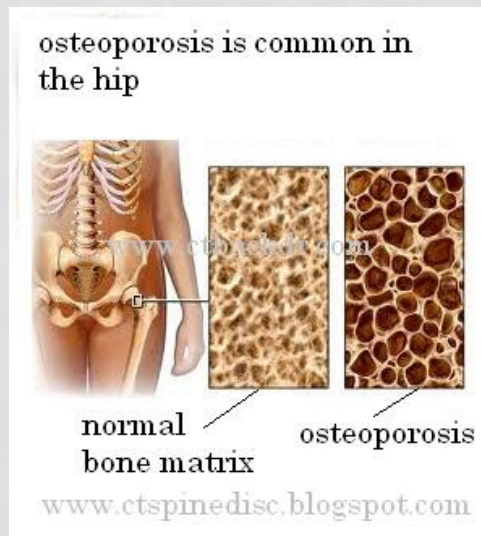 osteoporosis is common in
the hip
normal
bone matrix
osteoporosis
www.ctspinedisc.blogspot.com